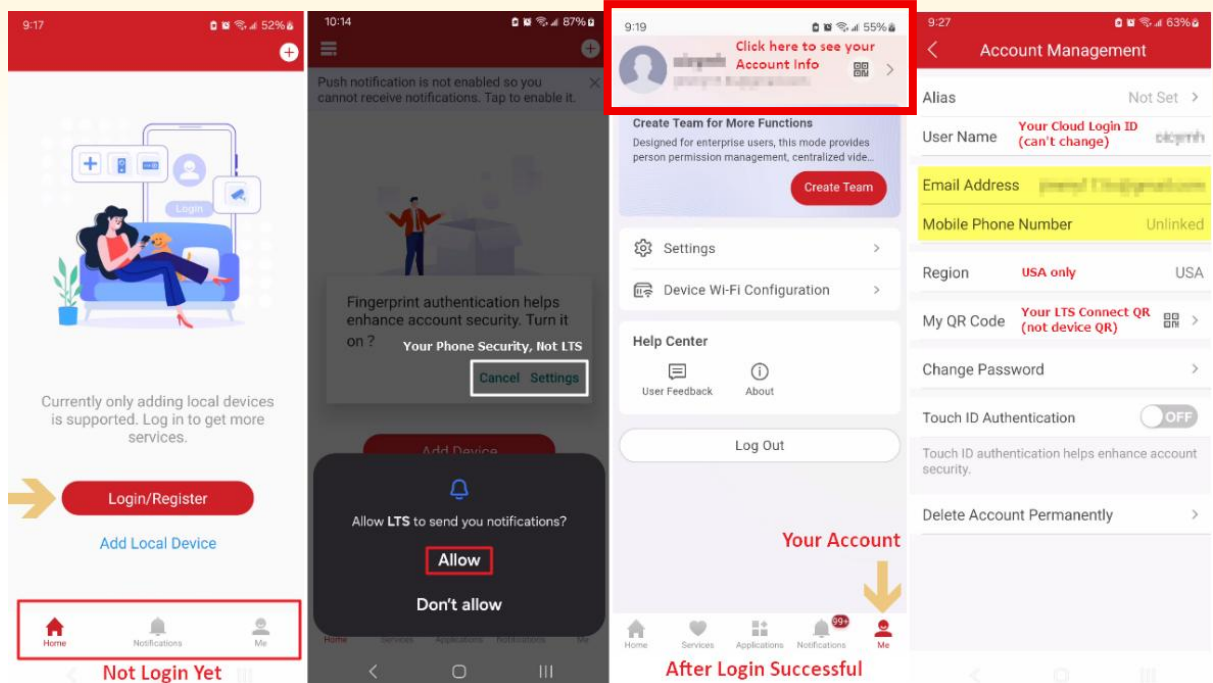 9:17
52%
Login
Currently only adding local devices
is supported. Log in to get more
services.
Login/Register
Add Local Device
Home
Notifications
Me
Not Login Yet
10:14
87%
Push notification is not enabled so you
cannot receive notifications. Tap to enable it.
Fingerprint authentication helps
enhance account security. Turn it
on ?
Your Phone Security, Not LTS
Cancel Settings
Add Device
Allow LTS to send you notifications?
Allow
Don't allow
Home Services Applications Notifications Me
9:19
55%
Click here to see your
Account Info
Create Team for More Functions
Designed for enterprise users, this mode provides
person permission management, centralized vide...
Create Team
Settings
Device Wi-Fi Configuration
Help Center
User Feedback
About
Log Out
Your Account
99+
Home Services Applications Notifications Me
After Login Successful
9:27
63%
Account Management
Alias
Not Set
User Name
Your Cloud Login ID
(can't change)
Email Address
Mobile Phone Number
Unlinked
Region
USA only
USA
My QR Code
Your LTS Connect QR
(not device QR)
Change Password
Touch ID Authentication
OFF
Touch ID authentication helps enhance account
security.
Delete Account Permanently